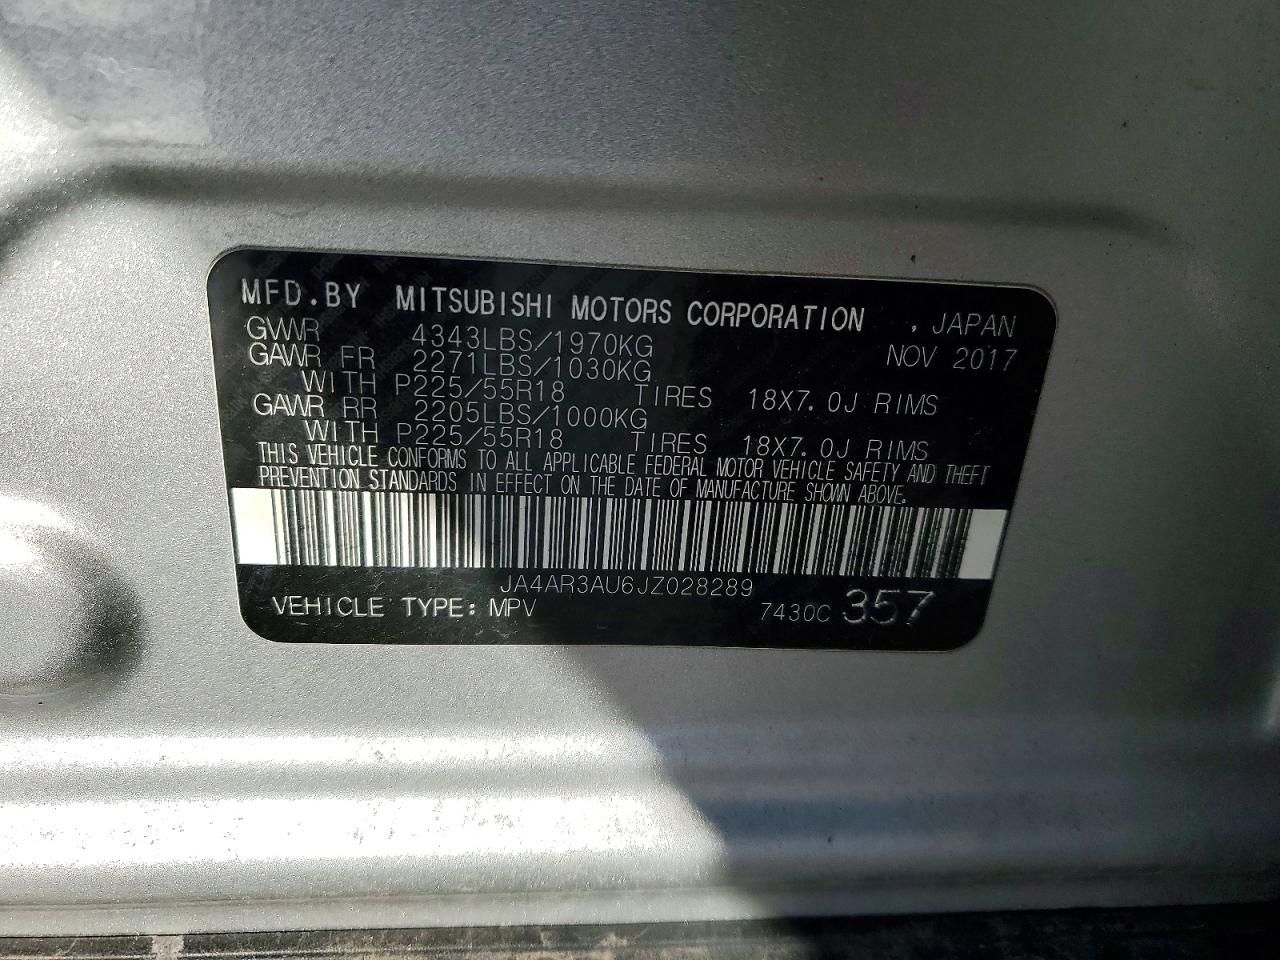 MFD.BY MITSUBISHI MOTORS CORPORATION , JAPAN
GVWR 4343LBS/1970KG NOV 2017
GAWR FR 2271LBS/1030KG
WITH P225/55R18 TIRES 18X7.0J RIMS
GAWR RR 2205LBS/1000KG
WITH P225/55R18 TIRES 18X7.0J RIMS
THIS VEHICLE CONFORMS TO ALL APPLICABLE FEDERAL MOTOR VEHICLE SAFETY AND THEFT
PREVENTION STANDARDS IN EFFECT ON THE DATE OF MANUFACTURE SHOWN ABOVE.
JA4AR3AU6JZ028289
VEHICLE TYPE: MPV 7430C 357